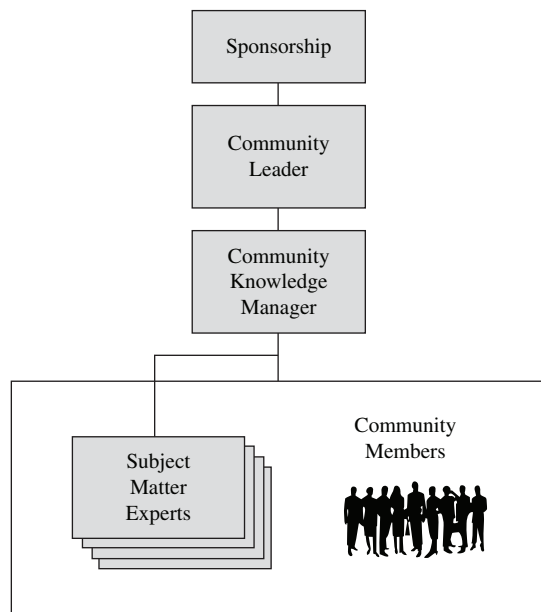 Sponsorship
Community
Leader
Community
Knowledge
Manager
Community
Members
Subject
Matter
Experts